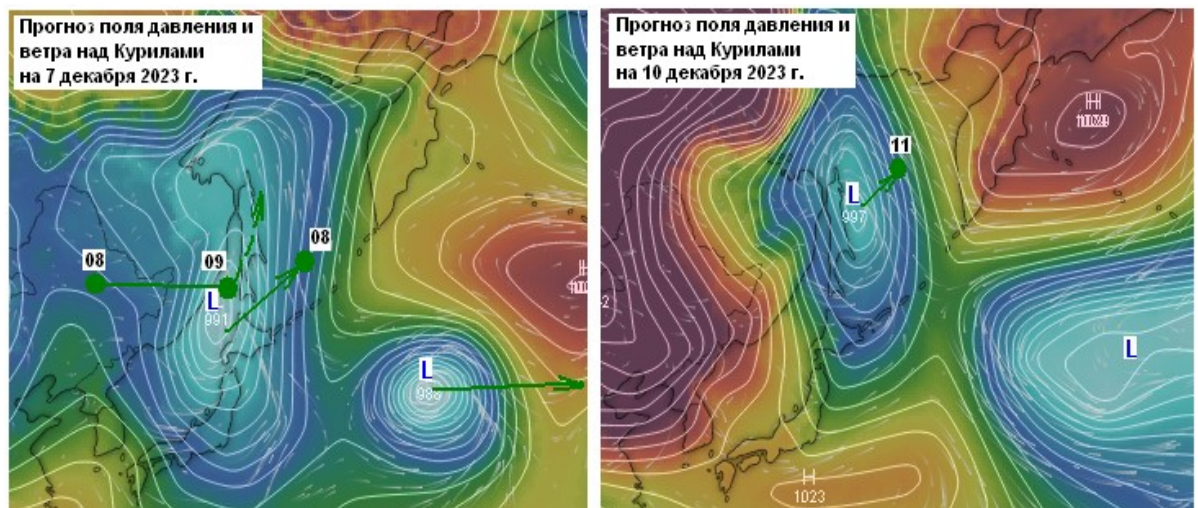 Прогноз поля давления и
ветра над Курилами
на 7 декабря 2023 г.
08
09
08
L
991
H
L
988
Прогноз поля давления и
ветра над Курилами
на 10 декабря 2023 г.
H
11
L
997
L
H
1023